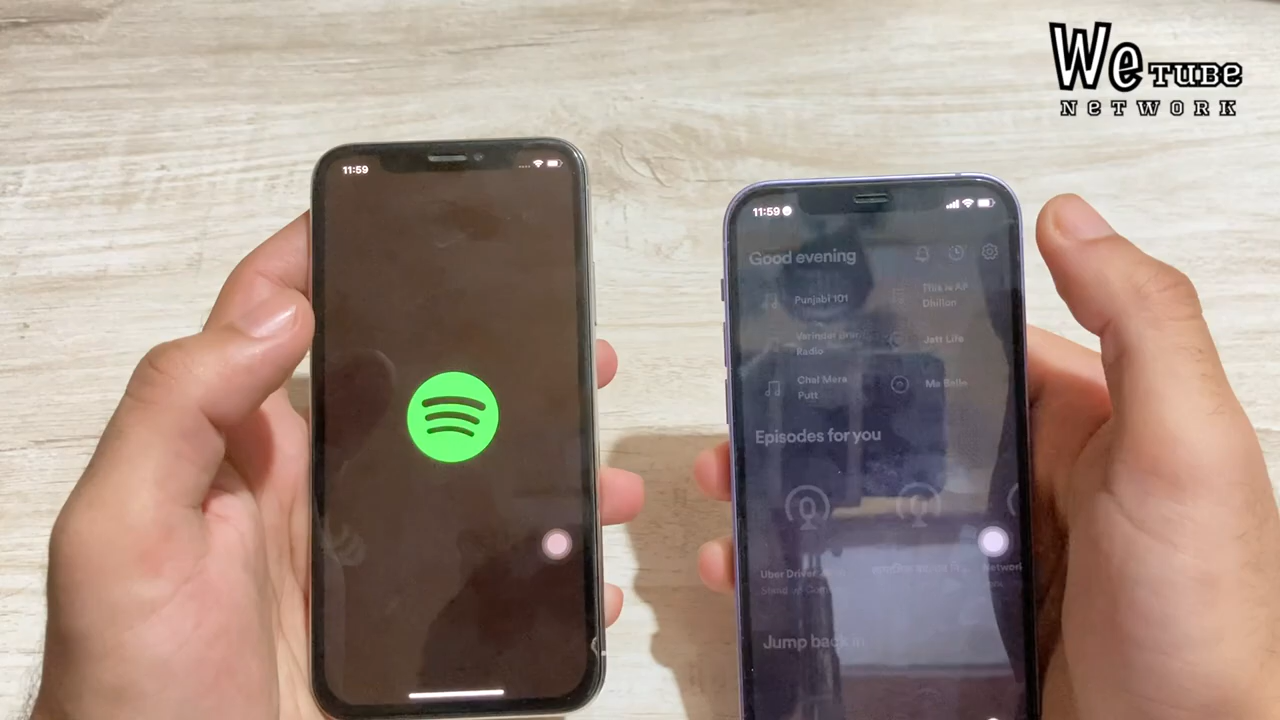 We TUBe
NeTWORK
11:59
11:59
Good evening
Punjabi 101
This is AP
Dhillon
Radio
Jatt Life
Chal Mera
Putt
Ma Belle
Episodes for you
Uber Driver
Network
Jump back in